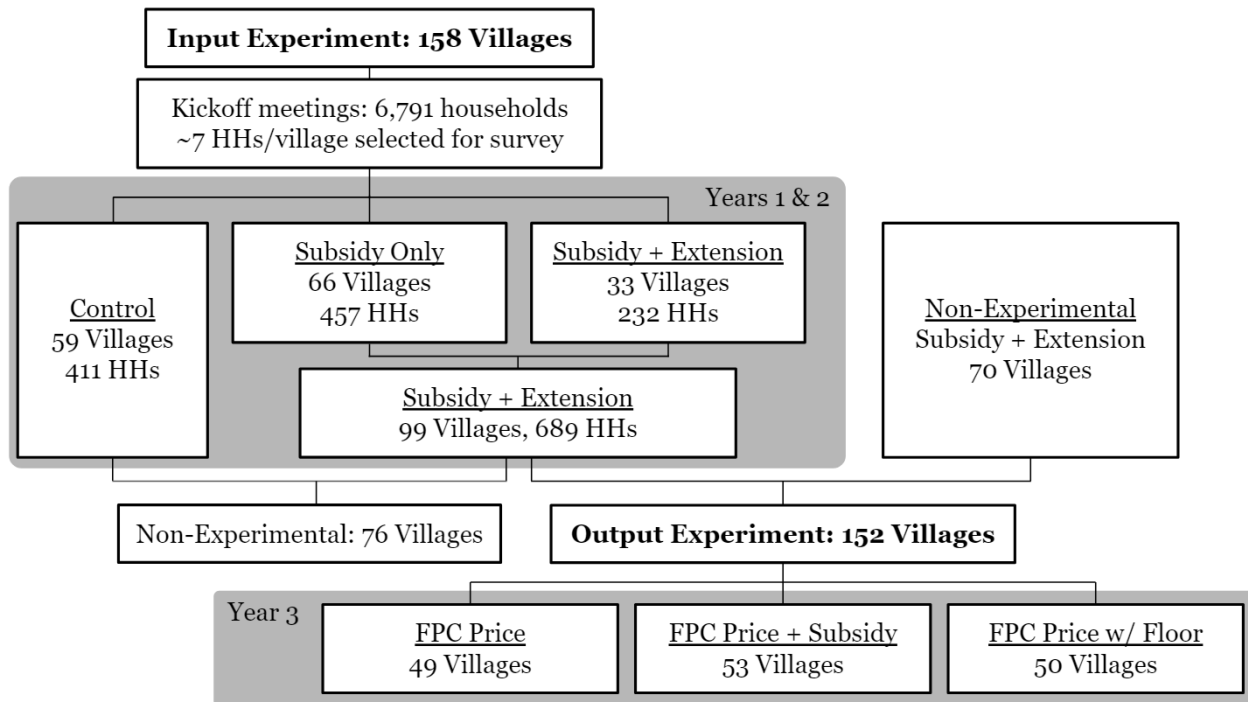 Input Experiment: 158 Villages
Kickoff meetings: 6,791 households
~7 HHs/village selected for survey
Years 1 & 2
Control
59 Villages
411 HHs
Subsidy Only
66 Villages
457 HHs
Subsidy + Extension
33 Villages
232 HHs
Subsidy + Extension
99 Villages, 689 HHs
Non-Experimental
Subsidy + Extension
70 Villages
Non-Experimental: 76 Villages
Output Experiment: 152 Villages
Year 3
FPC Price
49 Villages
FPC Price + Subsidy
53 Villages
FPC Price w/ Floor
50 Villages